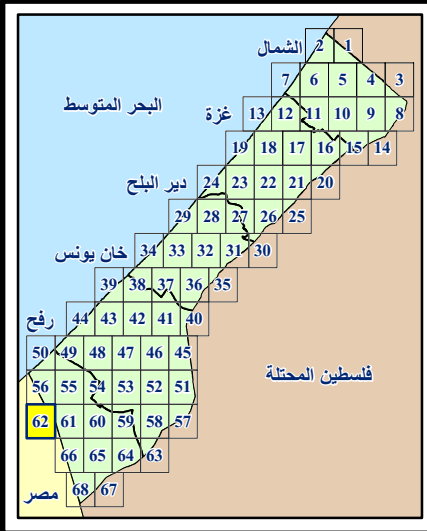 الشمال 2 1
7 6 5 4 3
البحر المتوسط
غزة 13 12 11 10 9 8
19 18 17 16 15 14
دير البلح 24 23 22 21 20
29 28 27 26 25
خان يونس 34 33 32 31 30
39 38 37 36 35
رفح 44 43 42 41 40
50 49 48 47 46 45
فلسطين المحتلة
56 55 54 53 52 51
62 61 60 59 58 57
66 65 64 63
مصر 68 67